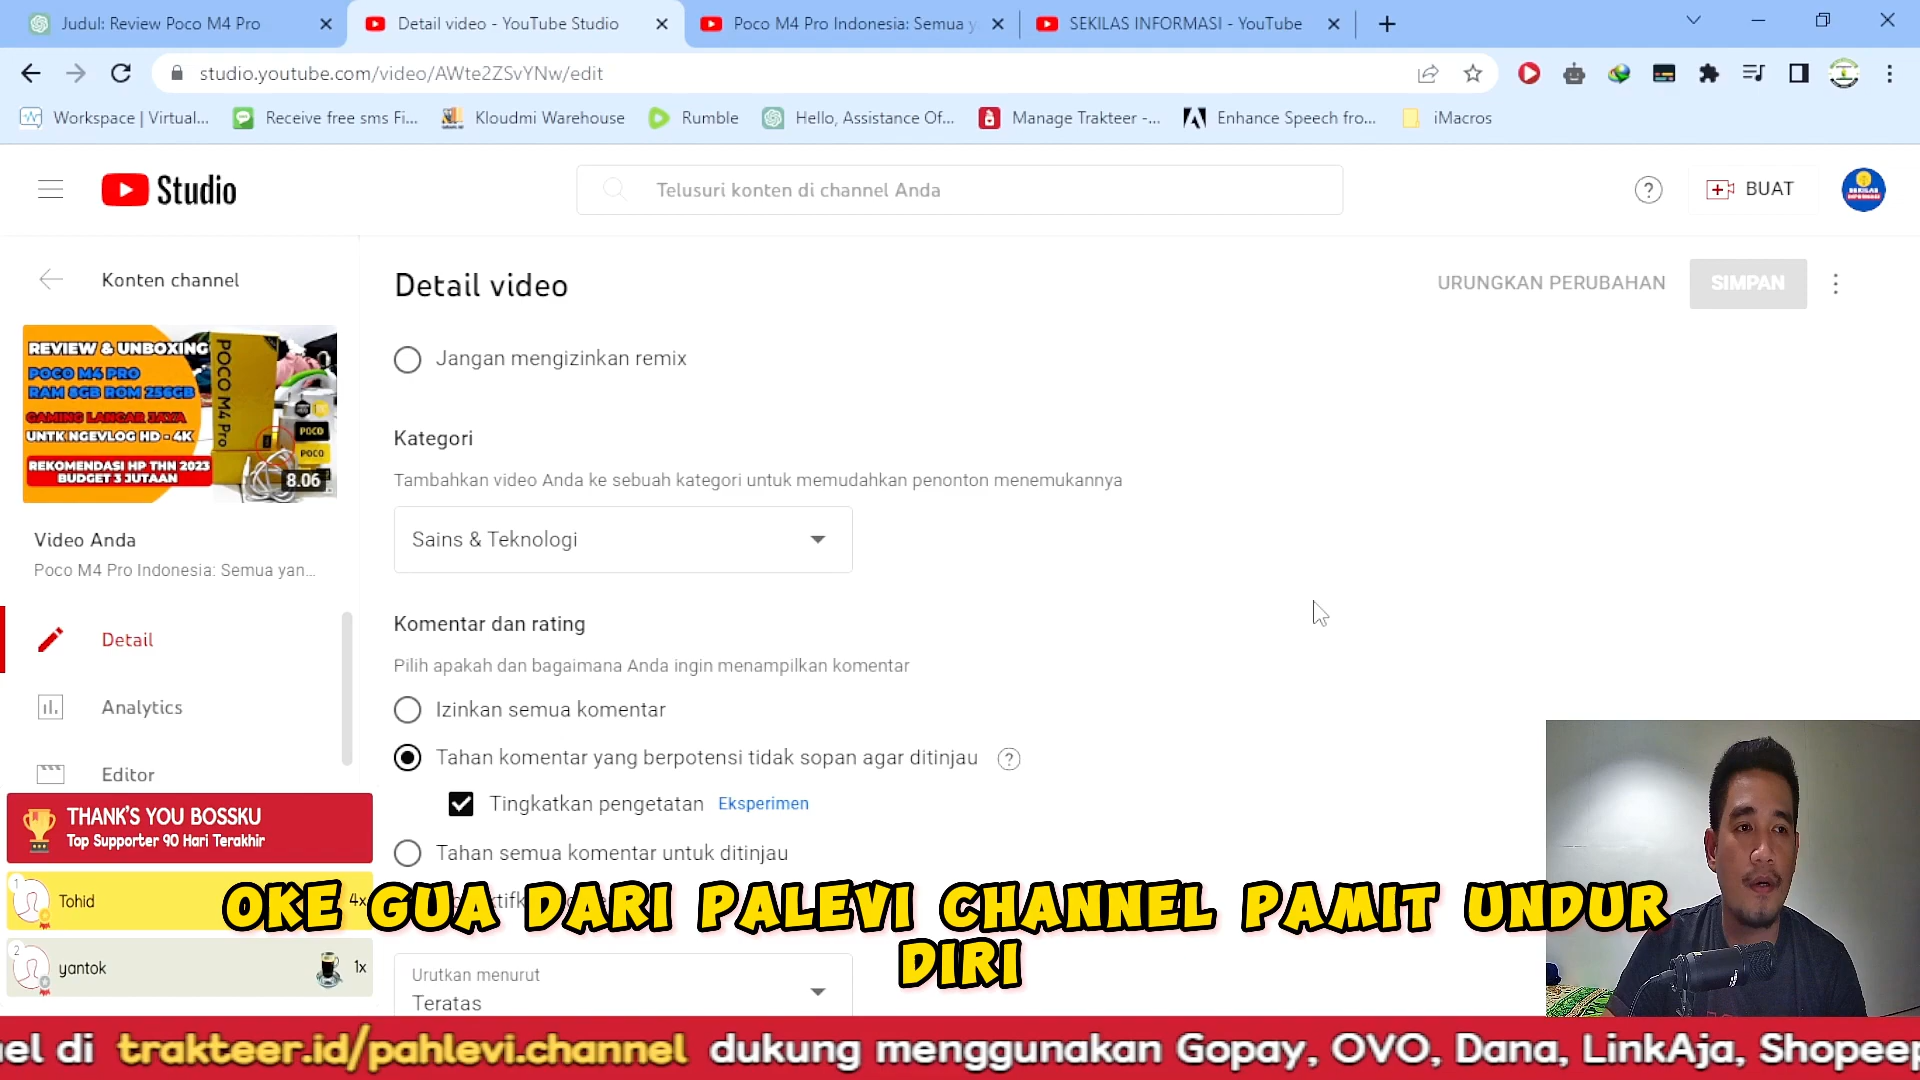 Judul: Review Poco M4 Pro
Detail video - YouTube Studio
Poco M4 Pro Indonesia: Semua y
SEKILAS INFORMASI - YouTube
studio.youtube.com/video/AWte2ZSvYNw/edit
Workspace | Virtual...
Receive free sms Fi...
Kloudmi Warehouse
Rumble
Hello, Assistance Of...
Manage Trakteer -...
Enhance Speech fro...
iMacros
Studio
Telusuri konten di channel Anda
BUAT
Konten channel
Detail video
URUNGKAN PERUBAHAN
SIMPAN
REVIEW & UNBOXING
POCO M4 PRO
RAM 8GB ROM 256GB
GAMING LANCAR JAYA
UNTK NGEVLOG HD - 4K
REKOMENDASI HP THN 2023
BUDGET 3 JUTAAN
POCO M4 Pro
POCO
POCO
8.06
Video Anda
Poco M4 Pro Indonesia: Semua yan...
Detail
Analytics
Editor
Jangan mengizinkan remix
Kategori
Tambahkan video Anda ke sebuah kategori untuk memudahkan penonton menemukannya
Sains & Teknologi
Komentar dan rating
Pilih apakah dan bagaimana Anda ingin menampilkan komentar
Izinkan semua komentar
Tahan komentar yang berpotensi tidak sopan agar ditinjau
Tingkatkan pengetatan Eksperimen
Tahan semua komentar untuk ditinjau
Urutkan menurut
Teratas
THANK'S YOU BOSSKU
Top Supporter 90 Hari Terakhir
1 Tohid 4x
2 yantok 1x
OKE GUA DARI PALEVI CHANNEL PAMIT UNDUR
DIRI
el di trakteer.id/pahlevi.channel dukung menggunakan Gopay, OVO, Dana, LinkAja, Shopeep